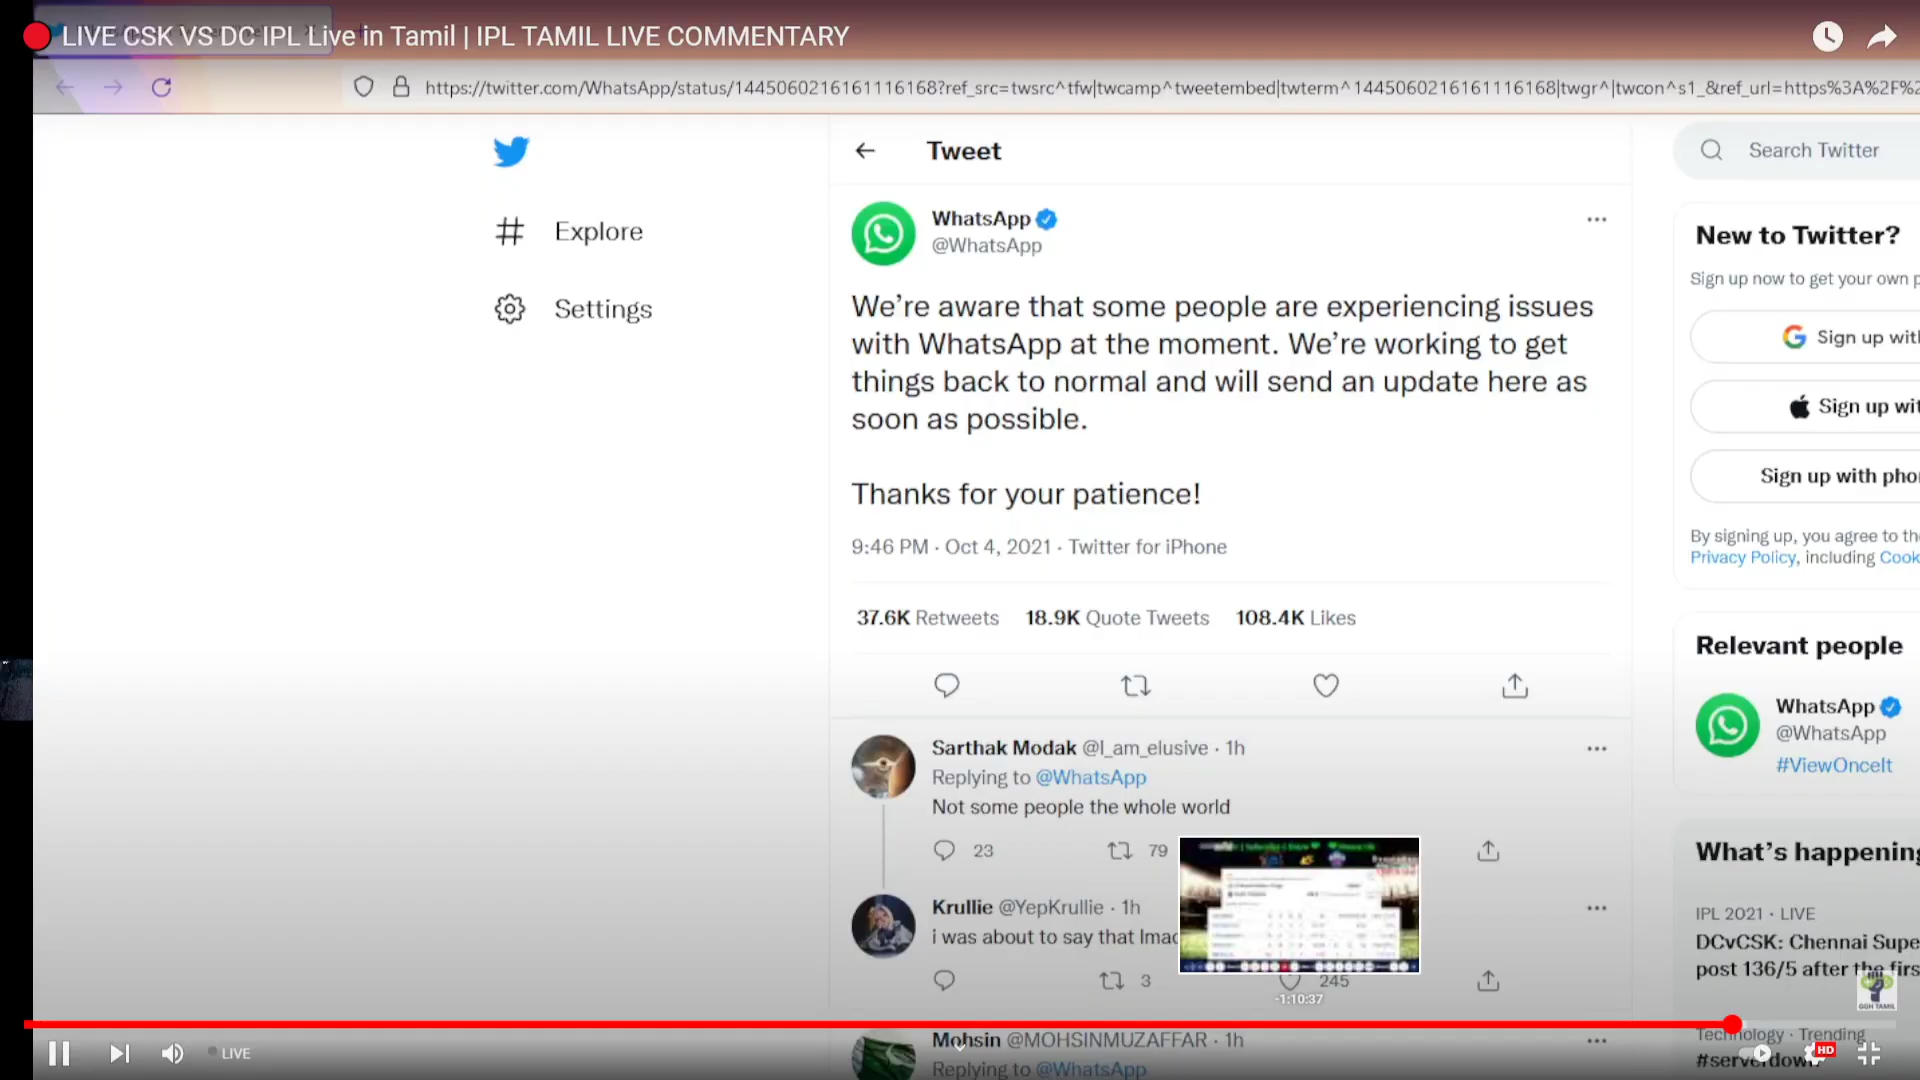 LIVE CSK VS DC IPL Live in Tamil | IPL TAMIL LIVE COMMENTARY
https://twitter.com/WhatsApp/status/1445060216161116168?ref_src=twsrc^tfw|twcamp^tweetembed|twterm^1445060216161116168|twgr^|twcon^s1_&ref_url=https%3A%2F%2
Tweet
Search Twitter
Explore
Settings
WhatsApp
@WhatsApp
We’re aware that some people are experiencing issues
with WhatsApp at the moment. We’re working to get
things back to normal and will send an update here as
soon as possible.
Thanks for your patience!
9:46 PM · Oct 4, 2021 · Twitter for iPhone
37.6K Retweets 18.9K Quote Tweets 108.4K Likes
Sarthak Modak @I_am_elusive · 1h
Replying to @WhatsApp
Not some people the whole world
23 79
Krullie @YepKrullie · 1h
i was about to say that lmao
3 245
-1:10:37
Mohsin @MOHSINMUZAFFAR · 1h
Replying to @WhatsApp
New to Twitter?
Sign up now to get your own p
G Sign up with
Sign up wit
Sign up with phon
By signing up, you agree to the
Privacy Policy, including Cook
Relevant people
WhatsApp
@WhatsApp
#ViewOnceIt
What’s happening
IPL 2021 · LIVE
DCvCSK: Chennai Supe
post 136/5 after the firs
GGH TAMIL
Technology · Trending
#serverdown
LIVE
HD